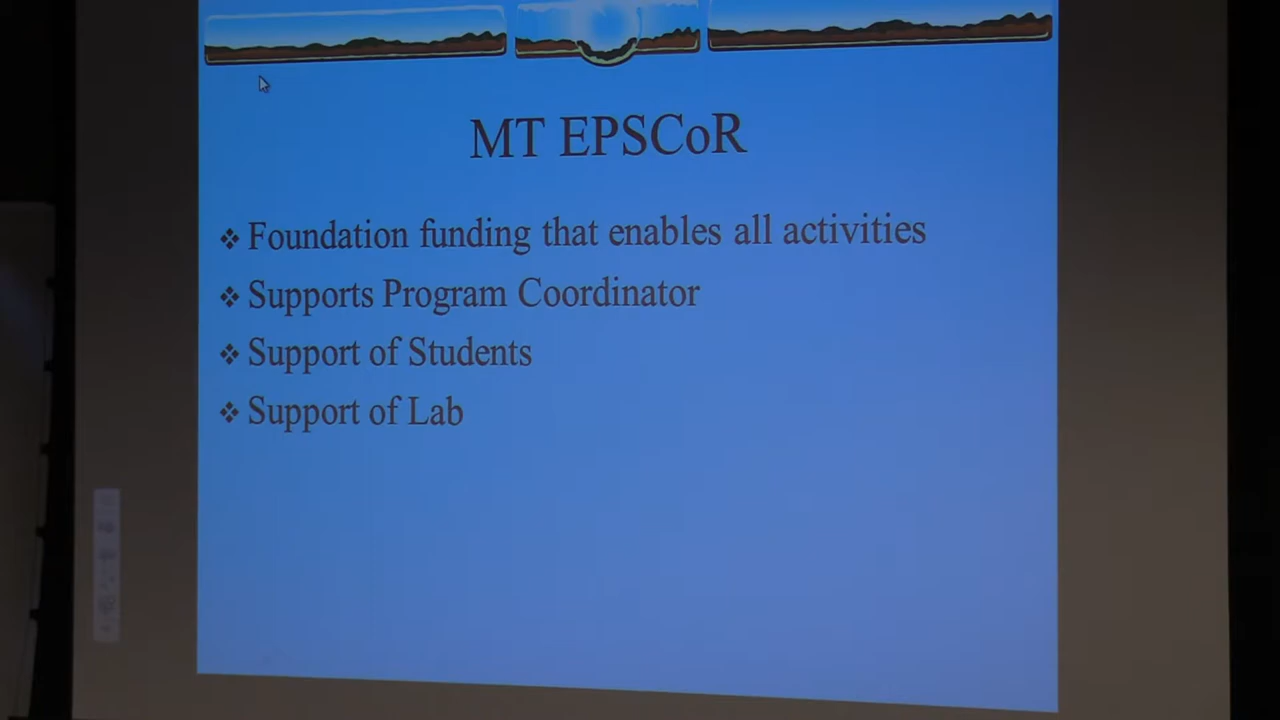 MT EPSCoR
❖ Foundation funding that enables all activities
❖ Supports Program Coordinator
❖ Support of Students
❖ Support of Lab